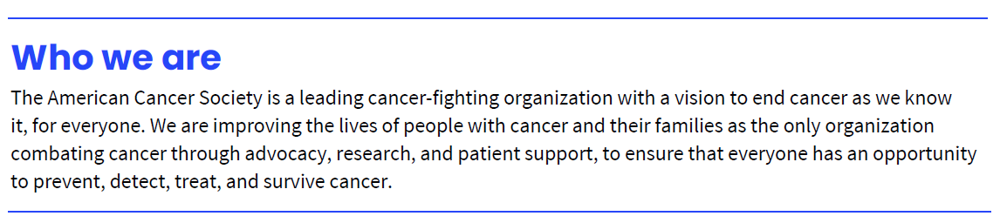 Who we are
The American Cancer Society is a leading cancer-fighting organization with a vision to end cancer as we know
it, for everyone. We are improving the lives of people with cancer and their families as the only organization
combating cancer through advocacy, research, and patient support, to ensure that everyone has an opportunity
to prevent, detect, treat, and survive cancer.